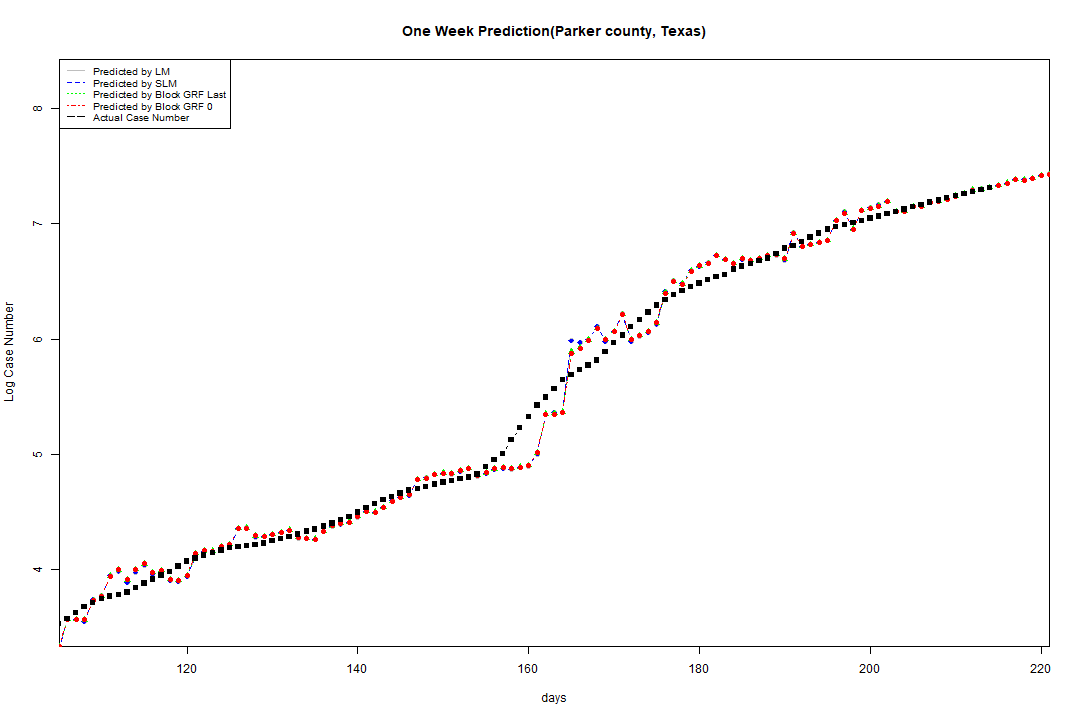 One Week Prediction(Parker county, Texas)
Predicted by LM
Predicted by SLM
Predicted by Block GRF Last
Predicted by Block GRF 0
Actual Case Number
8
7
6
5
4
Log Case Number
120 140 160 180 200 220
days